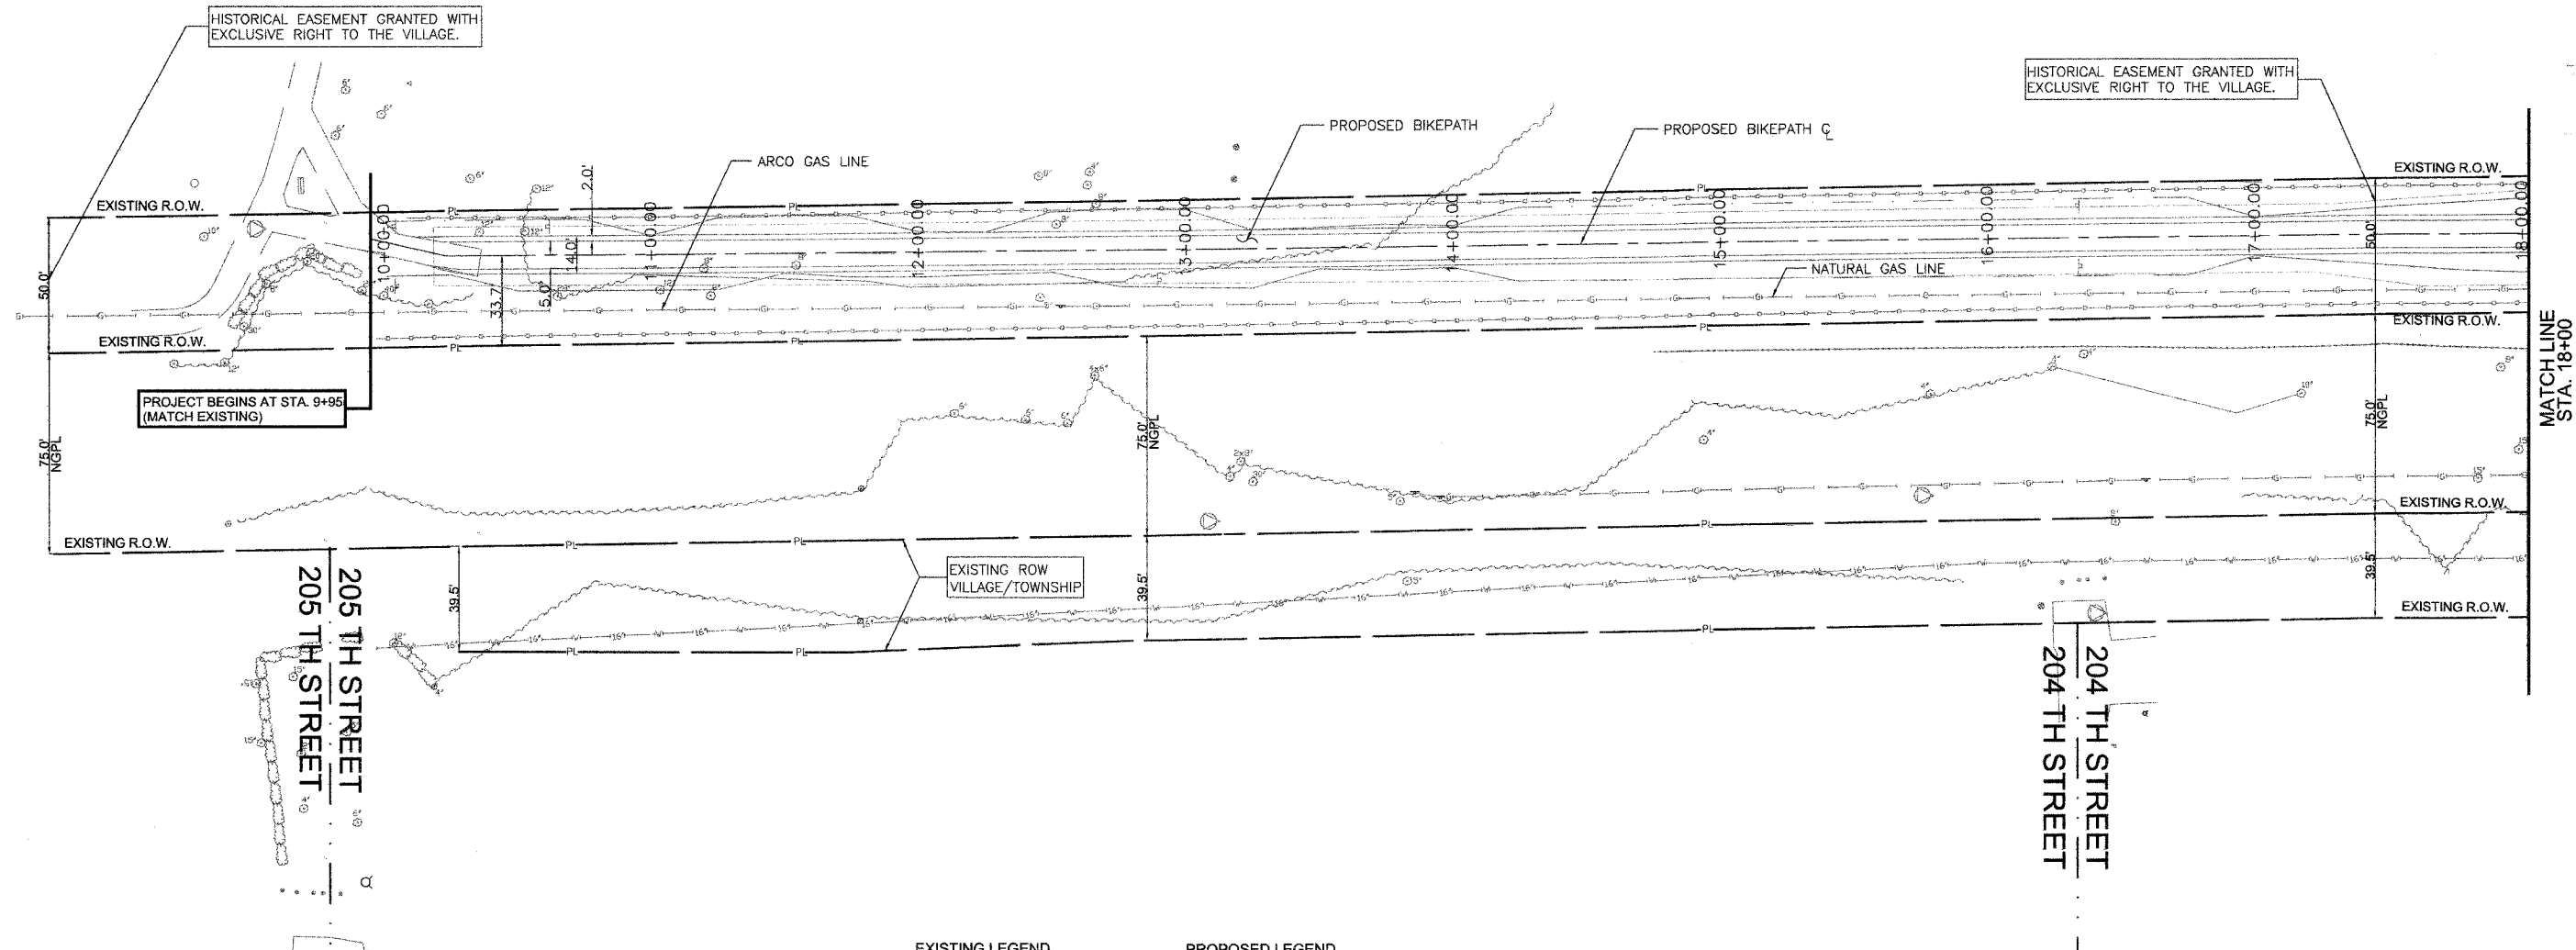 HISTORICAL EASEMENT GRANTED WITH
EXCLUSIVE RIGHT TO THE VILLAGE.
HISTORICAL EASEMENT GRANTED WITH
EXCLUSIVE RIGHT TO THE VILLAGE.
PROPOSED BIKEPATH
PROPOSED BIKEPATH ℄
ARCO GAS LINE
NATURAL GAS LINE
EXISTING R.O.W.
EXISTING R.O.W.
10+00.00
11+00.00
12+00.00
13+00.00
14+00.00
15+00.00
16+00.00
17+00.00
18+00.00
2.0'
14.0'
5.0'
33.7'
50.0'
50.0'
EXISTING R.O.W.
EXISTING R.O.W.
PROJECT BEGINS AT STA. 9+95
(MATCH EXISTING)
MATCH LINE
STA. 18+00
75.0'
NGPL
75.0'
NGPL
75.0'
NGPL
EXISTING R.O.W.
EXISTING R.O.W.
EXISTING ROW
VILLAGE/TOWNSHIP
39.5'
39.5'
39.5'
EXISTING R.O.W.
205 TH STREET
205 TH STREET
204 TH STREET
204 TH STREET
EXISTING LEGEND
PROPOSED LEGEND